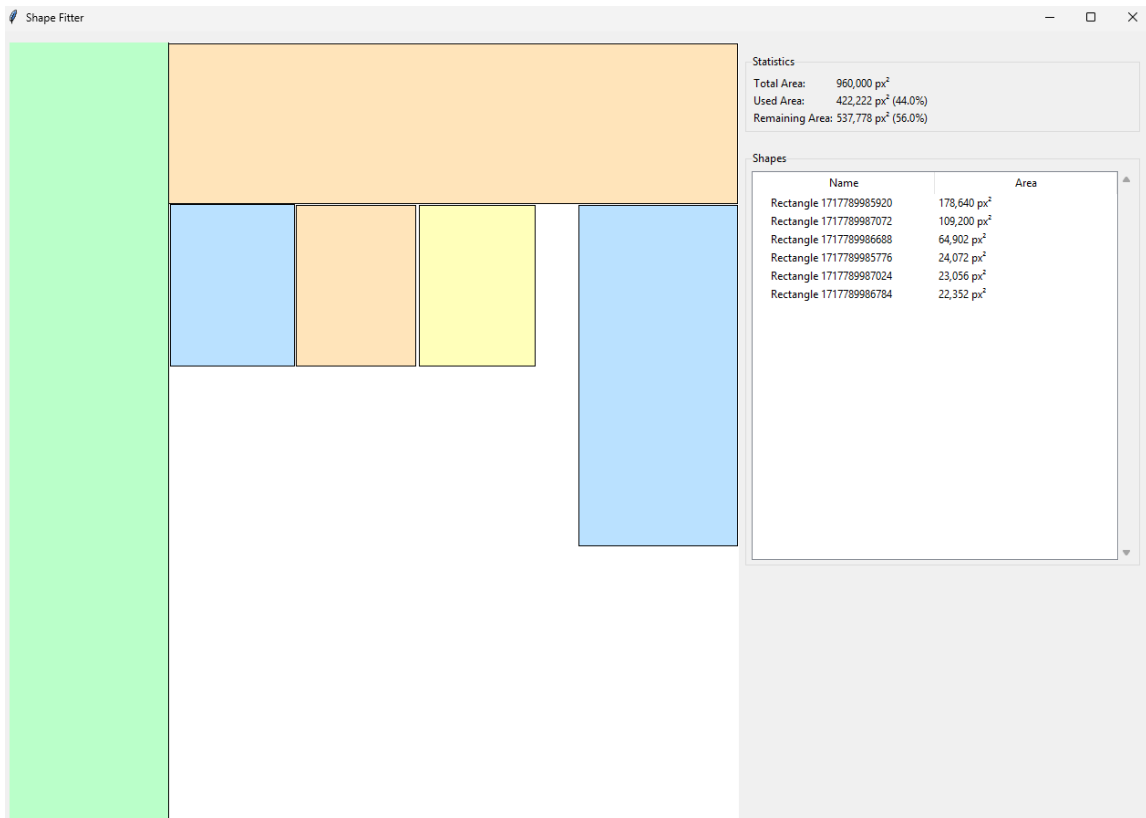 Shape Fitter
Statistics
Total Area: 960,000 px²
Used Area: 422,222 px² (44.0%)
Remaining Area: 537,778 px² (56.0%)
Shapes
Name Area
Rectangle 1717789985920 178,640 px²
Rectangle 1717789987072 109,200 px²
Rectangle 1717789986688 64,902 px²
Rectangle 1717789985776 24,072 px²
Rectangle 1717789987024 23,056 px²
Rectangle 1717789986784 22,352 px²